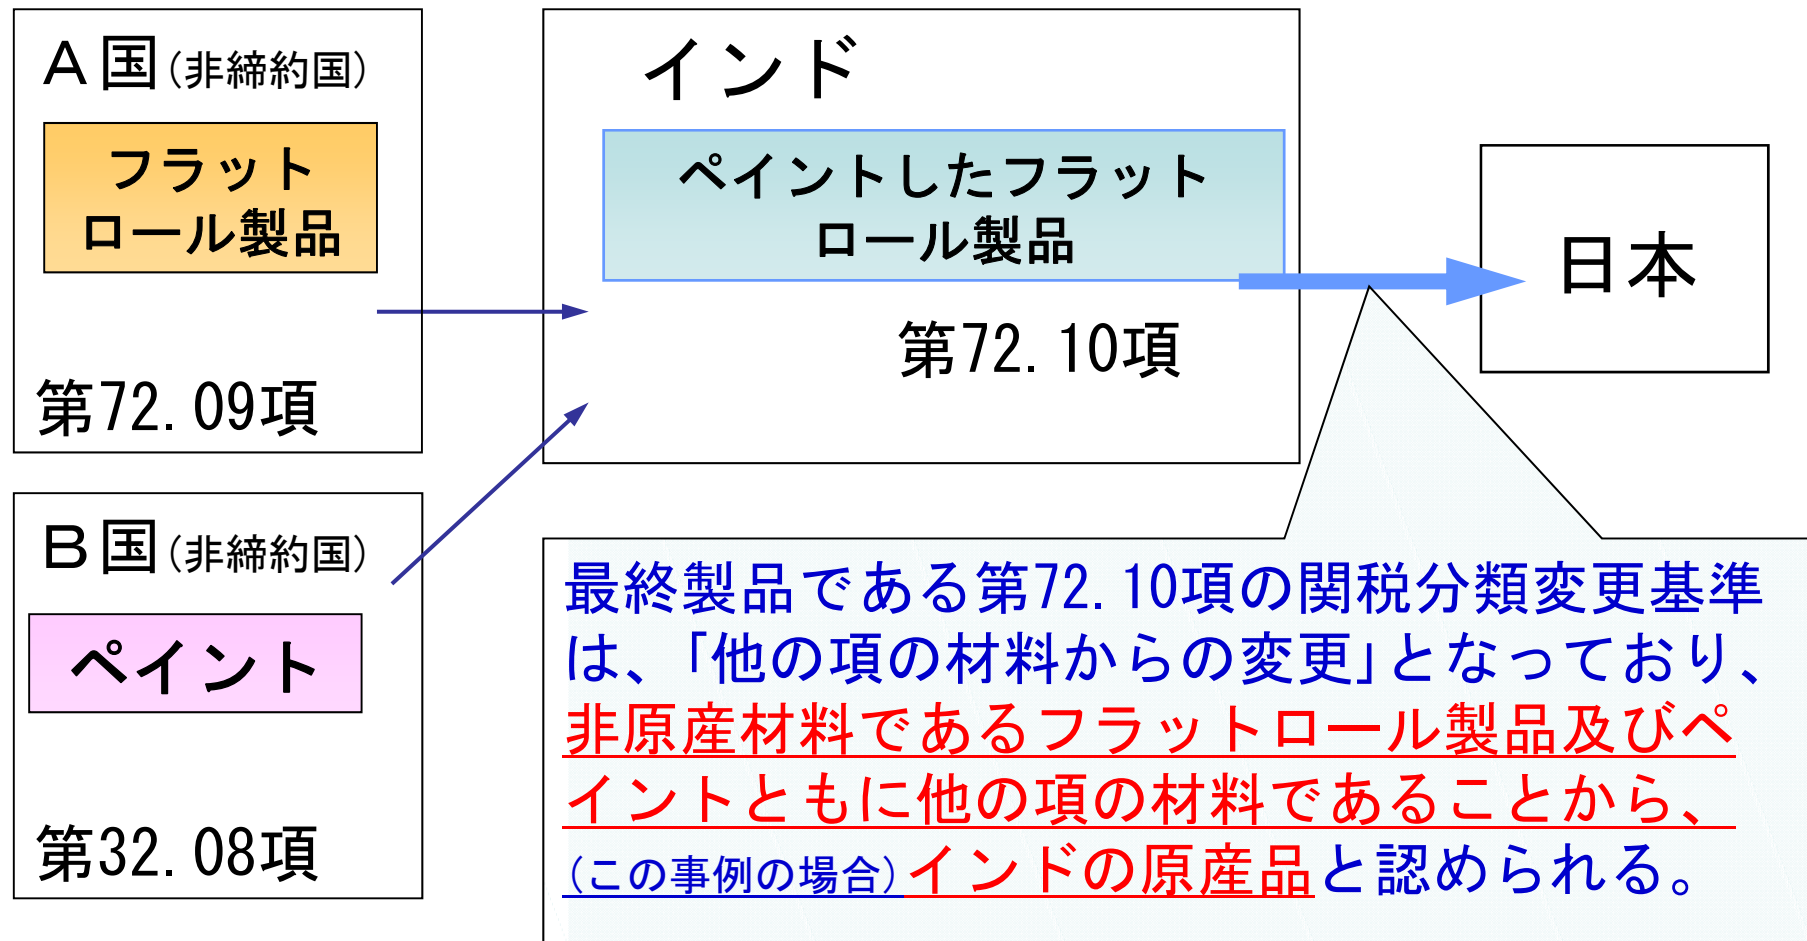 A国(非締約国)
フラット
ロール製品
第72.09項
B国(非締約国)
ペイント
第32.08項
インド
ペイントしたフラット
ロール製品
第72.10項
日本
最終製品である第72.10項の関税分類変更基準
は、「他の項の材料からの変更」となっており、
非原産材料であるフラットロール製品及びペ
イントともに他の項の材料であることから、
(この事例の場合)インドの原産品と認められる。